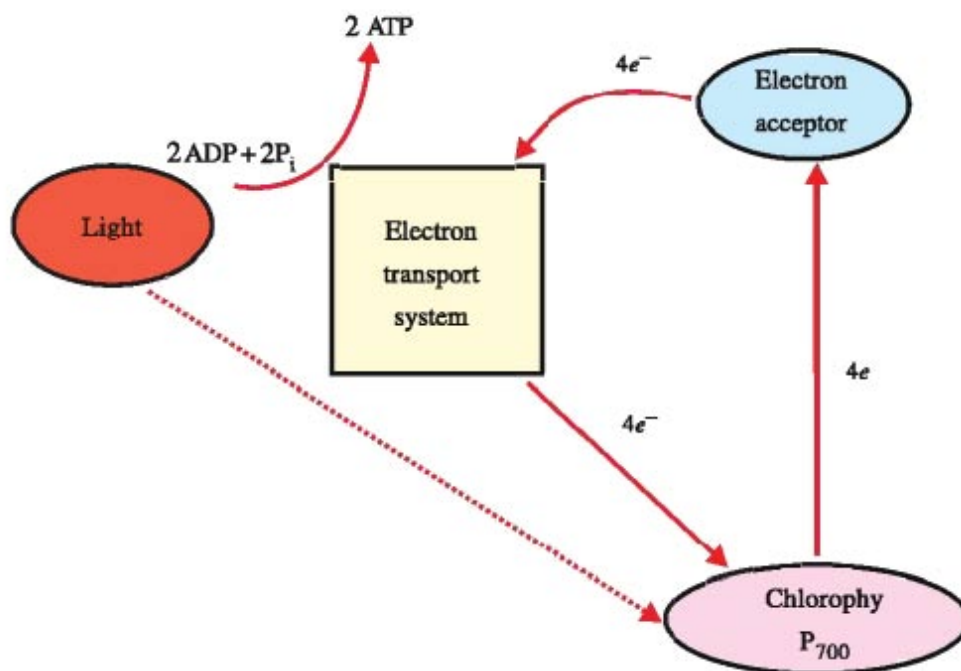 2 ATP
4e⁻
Electron
acceptor
2 ADP + 2Pᵢ
Light
Electron
transport
system
4e
4e⁻
Chlorophy
P₇₀₀